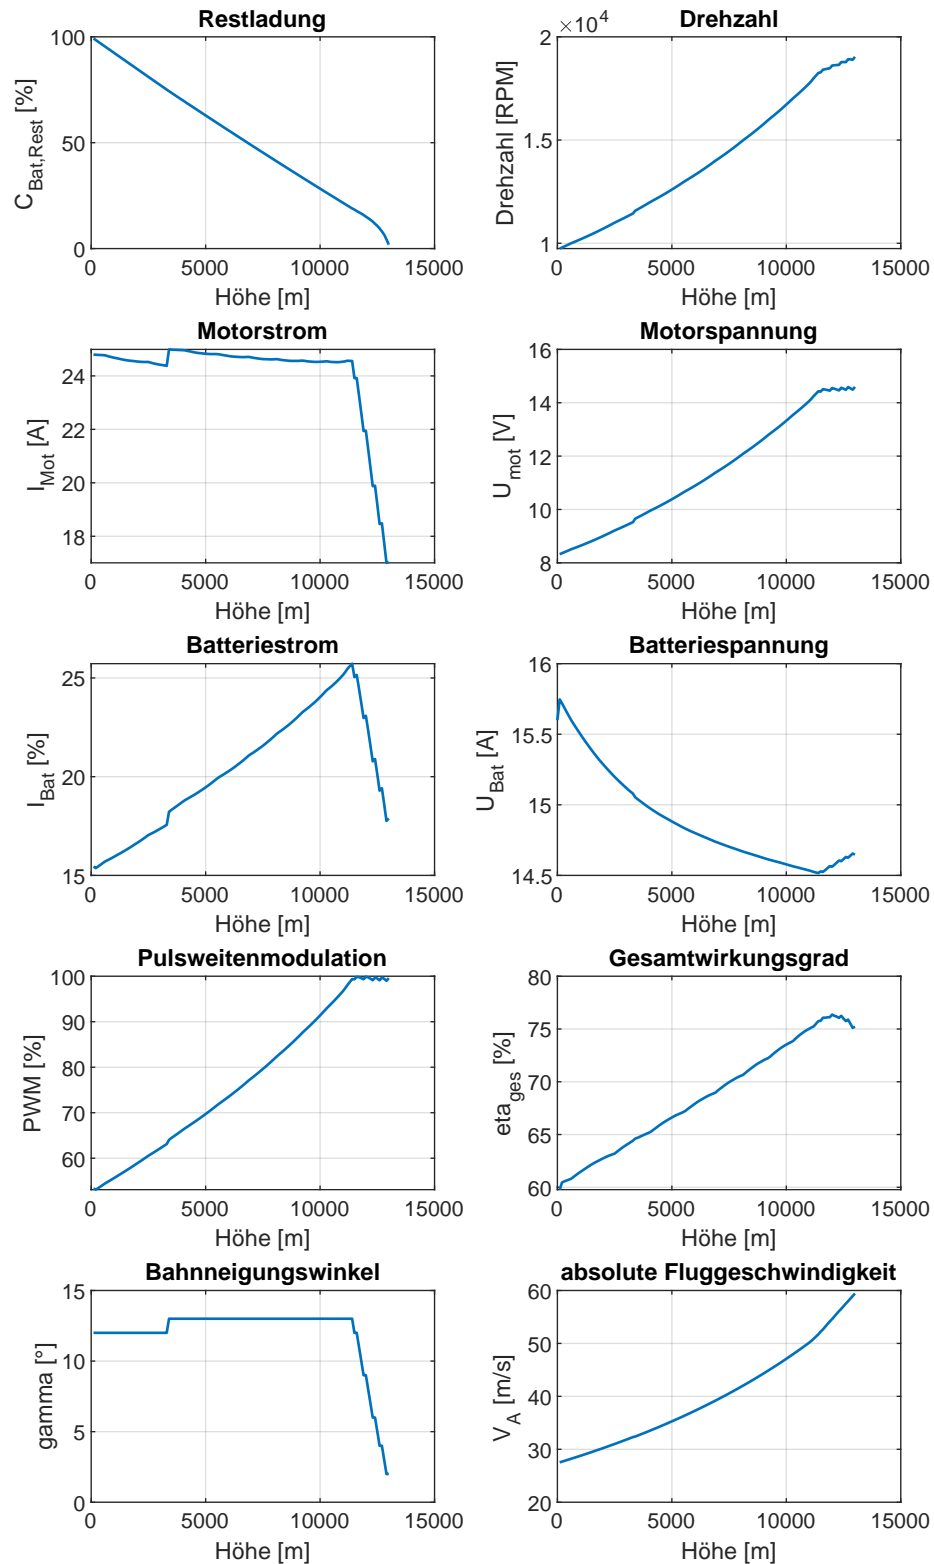 Restladung
100
50
0
C_Bat,Rest [%]
0 5000 10000 15000
Höhe [m]
Drehzahl
×10^4
2
1.5
1
Drehzahl [RPM]
0 5000 10000 15000
Höhe [m]
Motorstrom
24
22
20
18
I_Mot [A]
0 5000 10000 15000
Höhe [m]
Motorspannung
16
14
12
10
8
U_mot [V]
0 5000 10000 15000
Höhe [m]
Batteriestrom
25
20
15
I_Bat [%]
0 5000 10000 15000
Höhe [m]
Batteriespannung
16
15.5
15
14.5
U_Bat [A]
0 5000 10000 15000
Höhe [m]
Pulsweitenmodulation
100
90
80
70
60
PWM [%]
0 5000 10000 15000
Höhe [m]
Gesamtwirkungsgrad
80
75
70
65
60
eta_ges [%]
0 5000 10000 15000
Höhe [m]
Bahnneigungswinkel
15
10
5
0
gamma [°]
0 5000 10000 15000
Höhe [m]
absolute Fluggeschwindigkeit
60
50
40
30
20
V_A [m/s]
0 5000 10000 15000
Höhe [m]